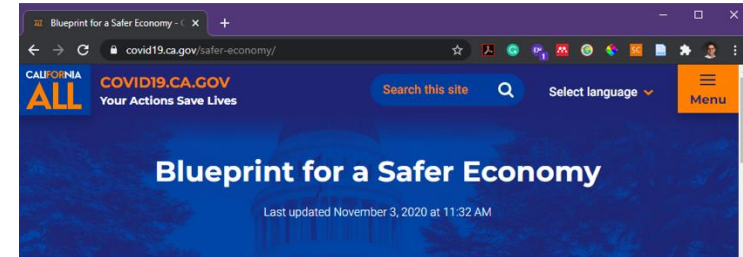 Blueprint for a Safer Economy - C
covid19.ca.gov/safer-economy/
CALIFORNIA
ALL
COVID19.CA.GOV
Your Actions Save Lives
Search this site
Select language
Menu
Blueprint for a Safer Economy
Last updated November 3, 2020 at 11:32 AM